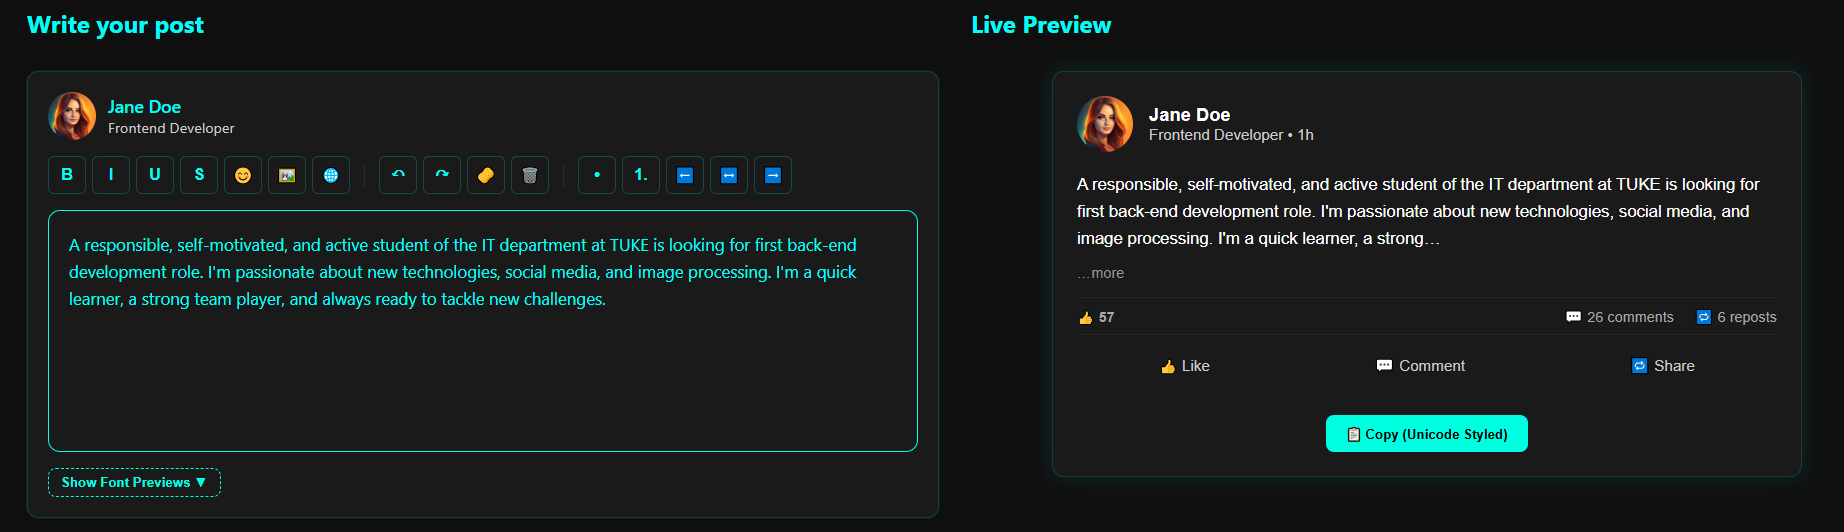 Write your post
Jane Doe
Frontend Developer
B I U S
• 1.
A responsible, self-motivated, and active student of the IT department at TUKE is looking for first back-end
development role. I'm passionate about new technologies, social media, and image processing. I'm a quick
learner, a strong team player, and always ready to tackle new challenges.
Show Font Previews ▼
Live Preview
Jane Doe
Frontend Developer • 1h
A responsible, self-motivated, and active student of the IT department at TUKE is looking for
first back-end development role. I'm passionate about new technologies, social media, and
image processing. I'm a quick learner, a strong…
…more
57 26 comments 6 reposts
Like Comment Share
Copy (Unicode Styled)